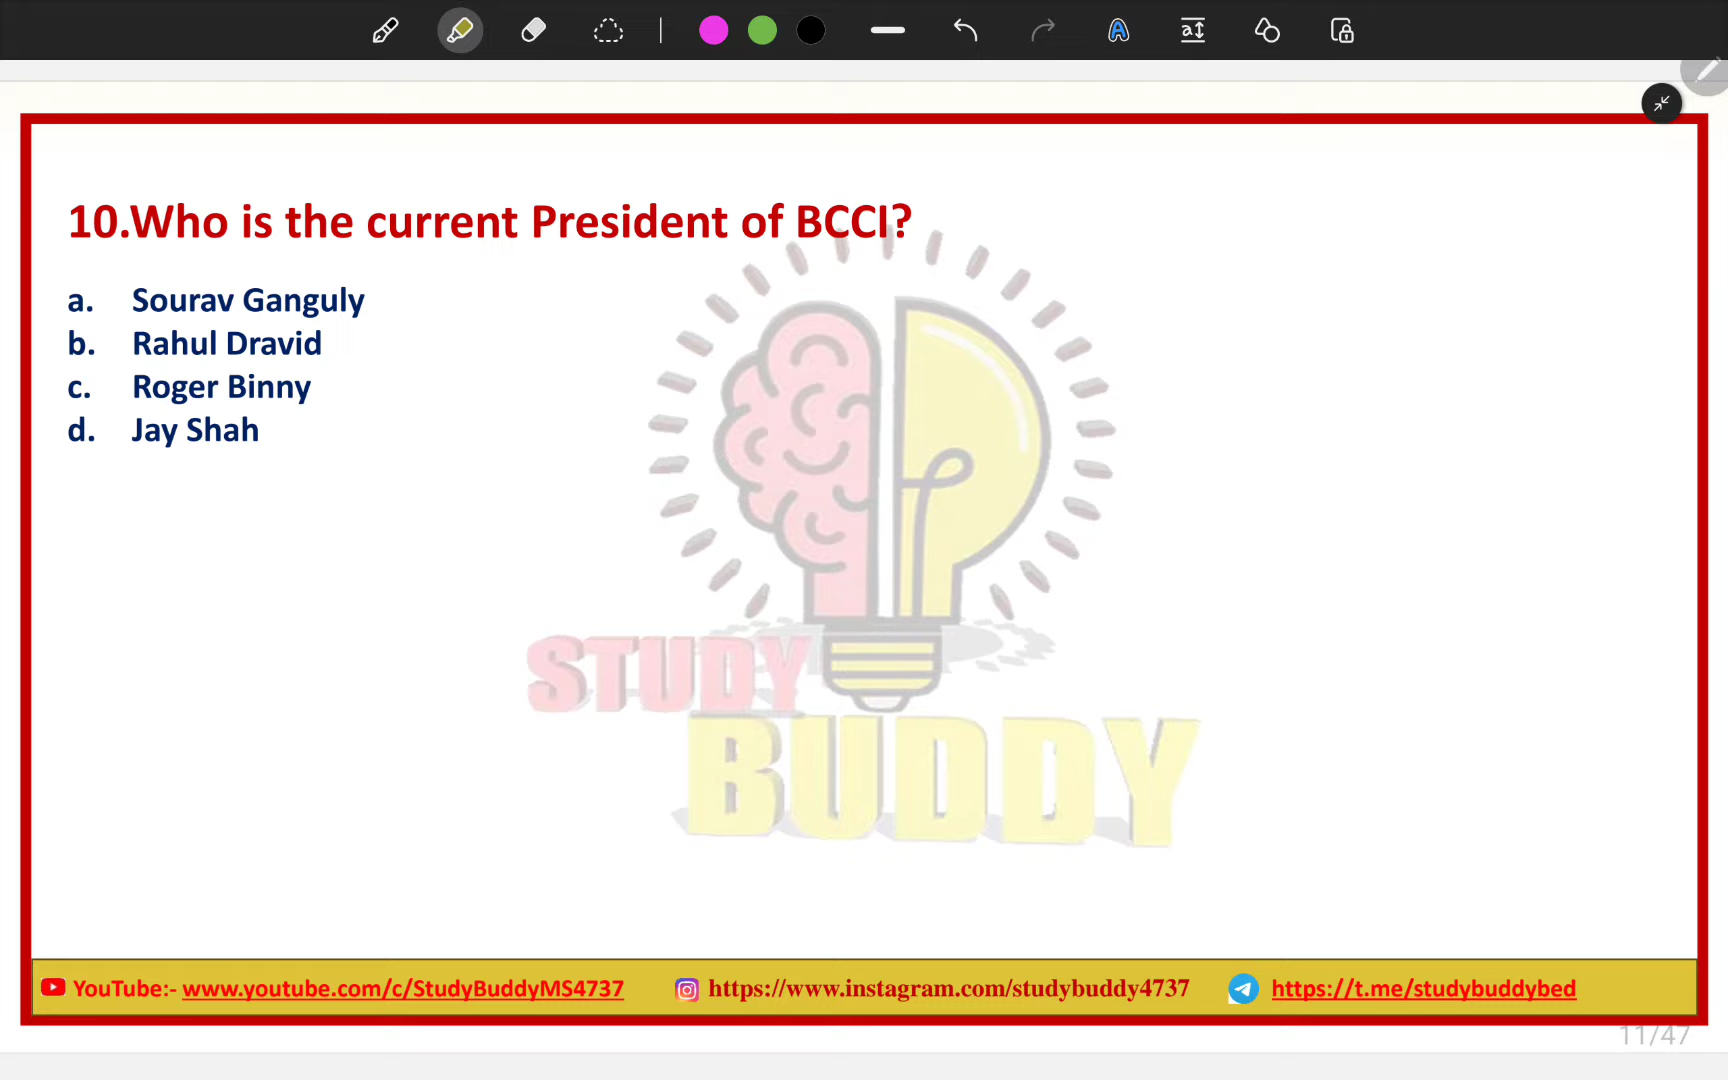 10.Who is the current President of BCCI?
a. Sourav Ganguly
b. Rahul Dravid
c. Roger Binny
d. Jay Shah
STUDY
BUDDY
YouTube:- www.youtube.com/c/StudyBuddyMS4737 https://www.instagram.com/studybuddy4737 https://t.me/studybuddybed
11/47